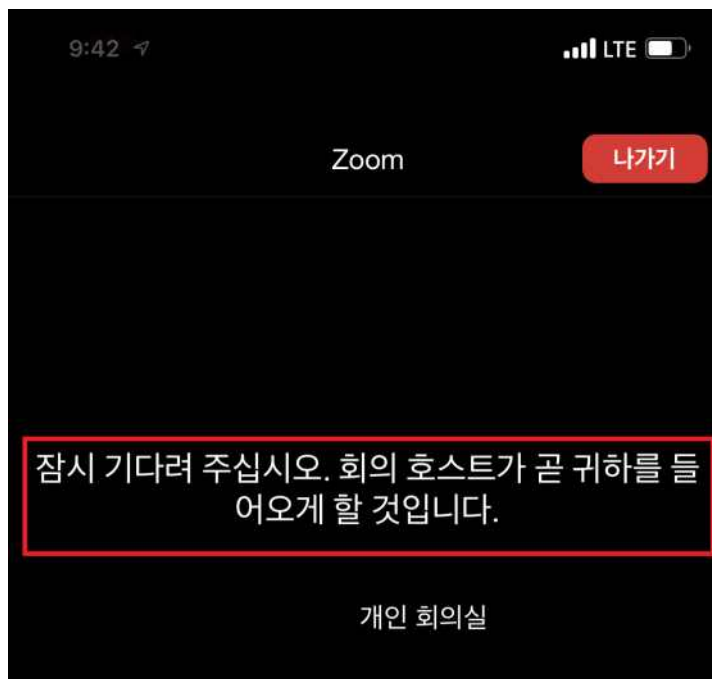 9:42 LTE
Zoom 나가기
잠시 기다려 주십시오. 회의 호스트가 곧 귀하를 들
어오게 할 것입니다.
개인 회의실